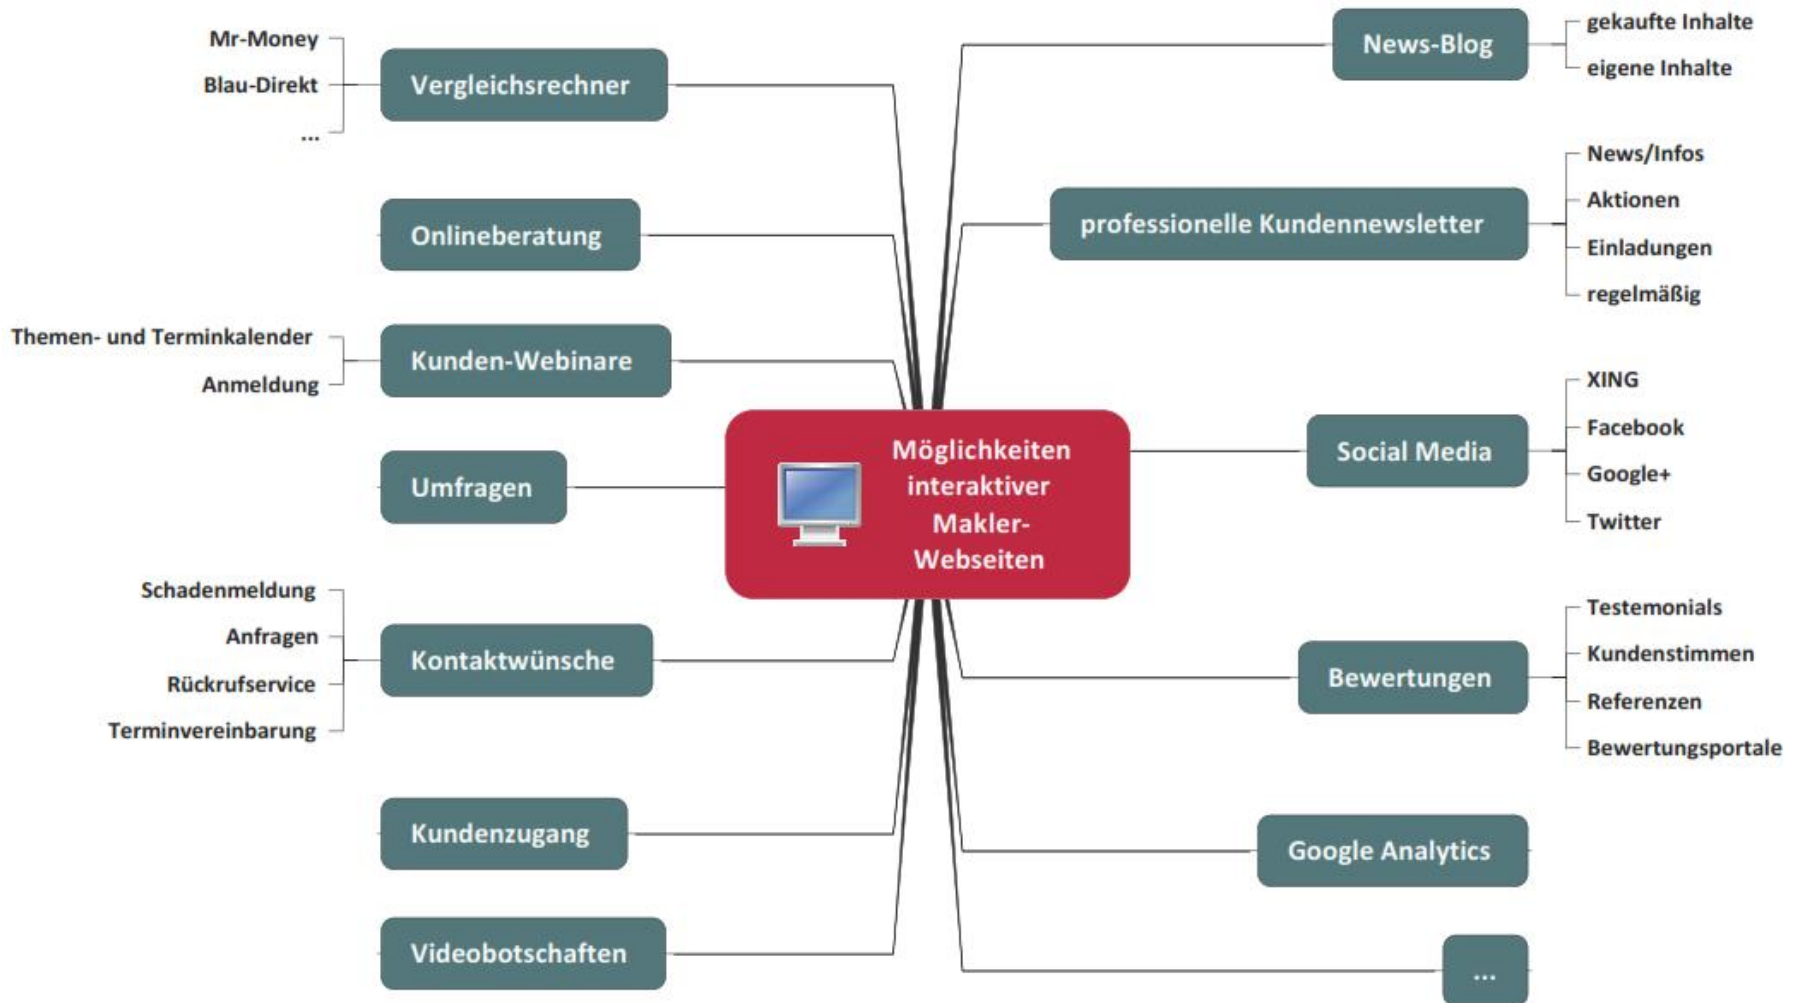 Möglichkeiten
interaktiver
Makler-
Webseiten
News-Blog
gekaufte Inhalte
eigene Inhalte
professionelle Kundennewsletter
News/Infos
Aktionen
Einladungen
regelmäßig
Social Media
XING
Facebook
Google+
Twitter
Bewertungen
Testemonials
Kundenstimmen
Referenzen
Bewertungsportale
Google Analytics
...
Vergleichsrechner
Mr-Money
Blau-Direkt
...
Onlineberatung
Kunden-Webinare
Themen- und Terminkalender
Anmeldung
Umfragen
Kontaktwünsche
Schadenmeldung
Anfragen
Rückrufservice
Terminvereinbarung
Kundenzugang
Videobotschaften